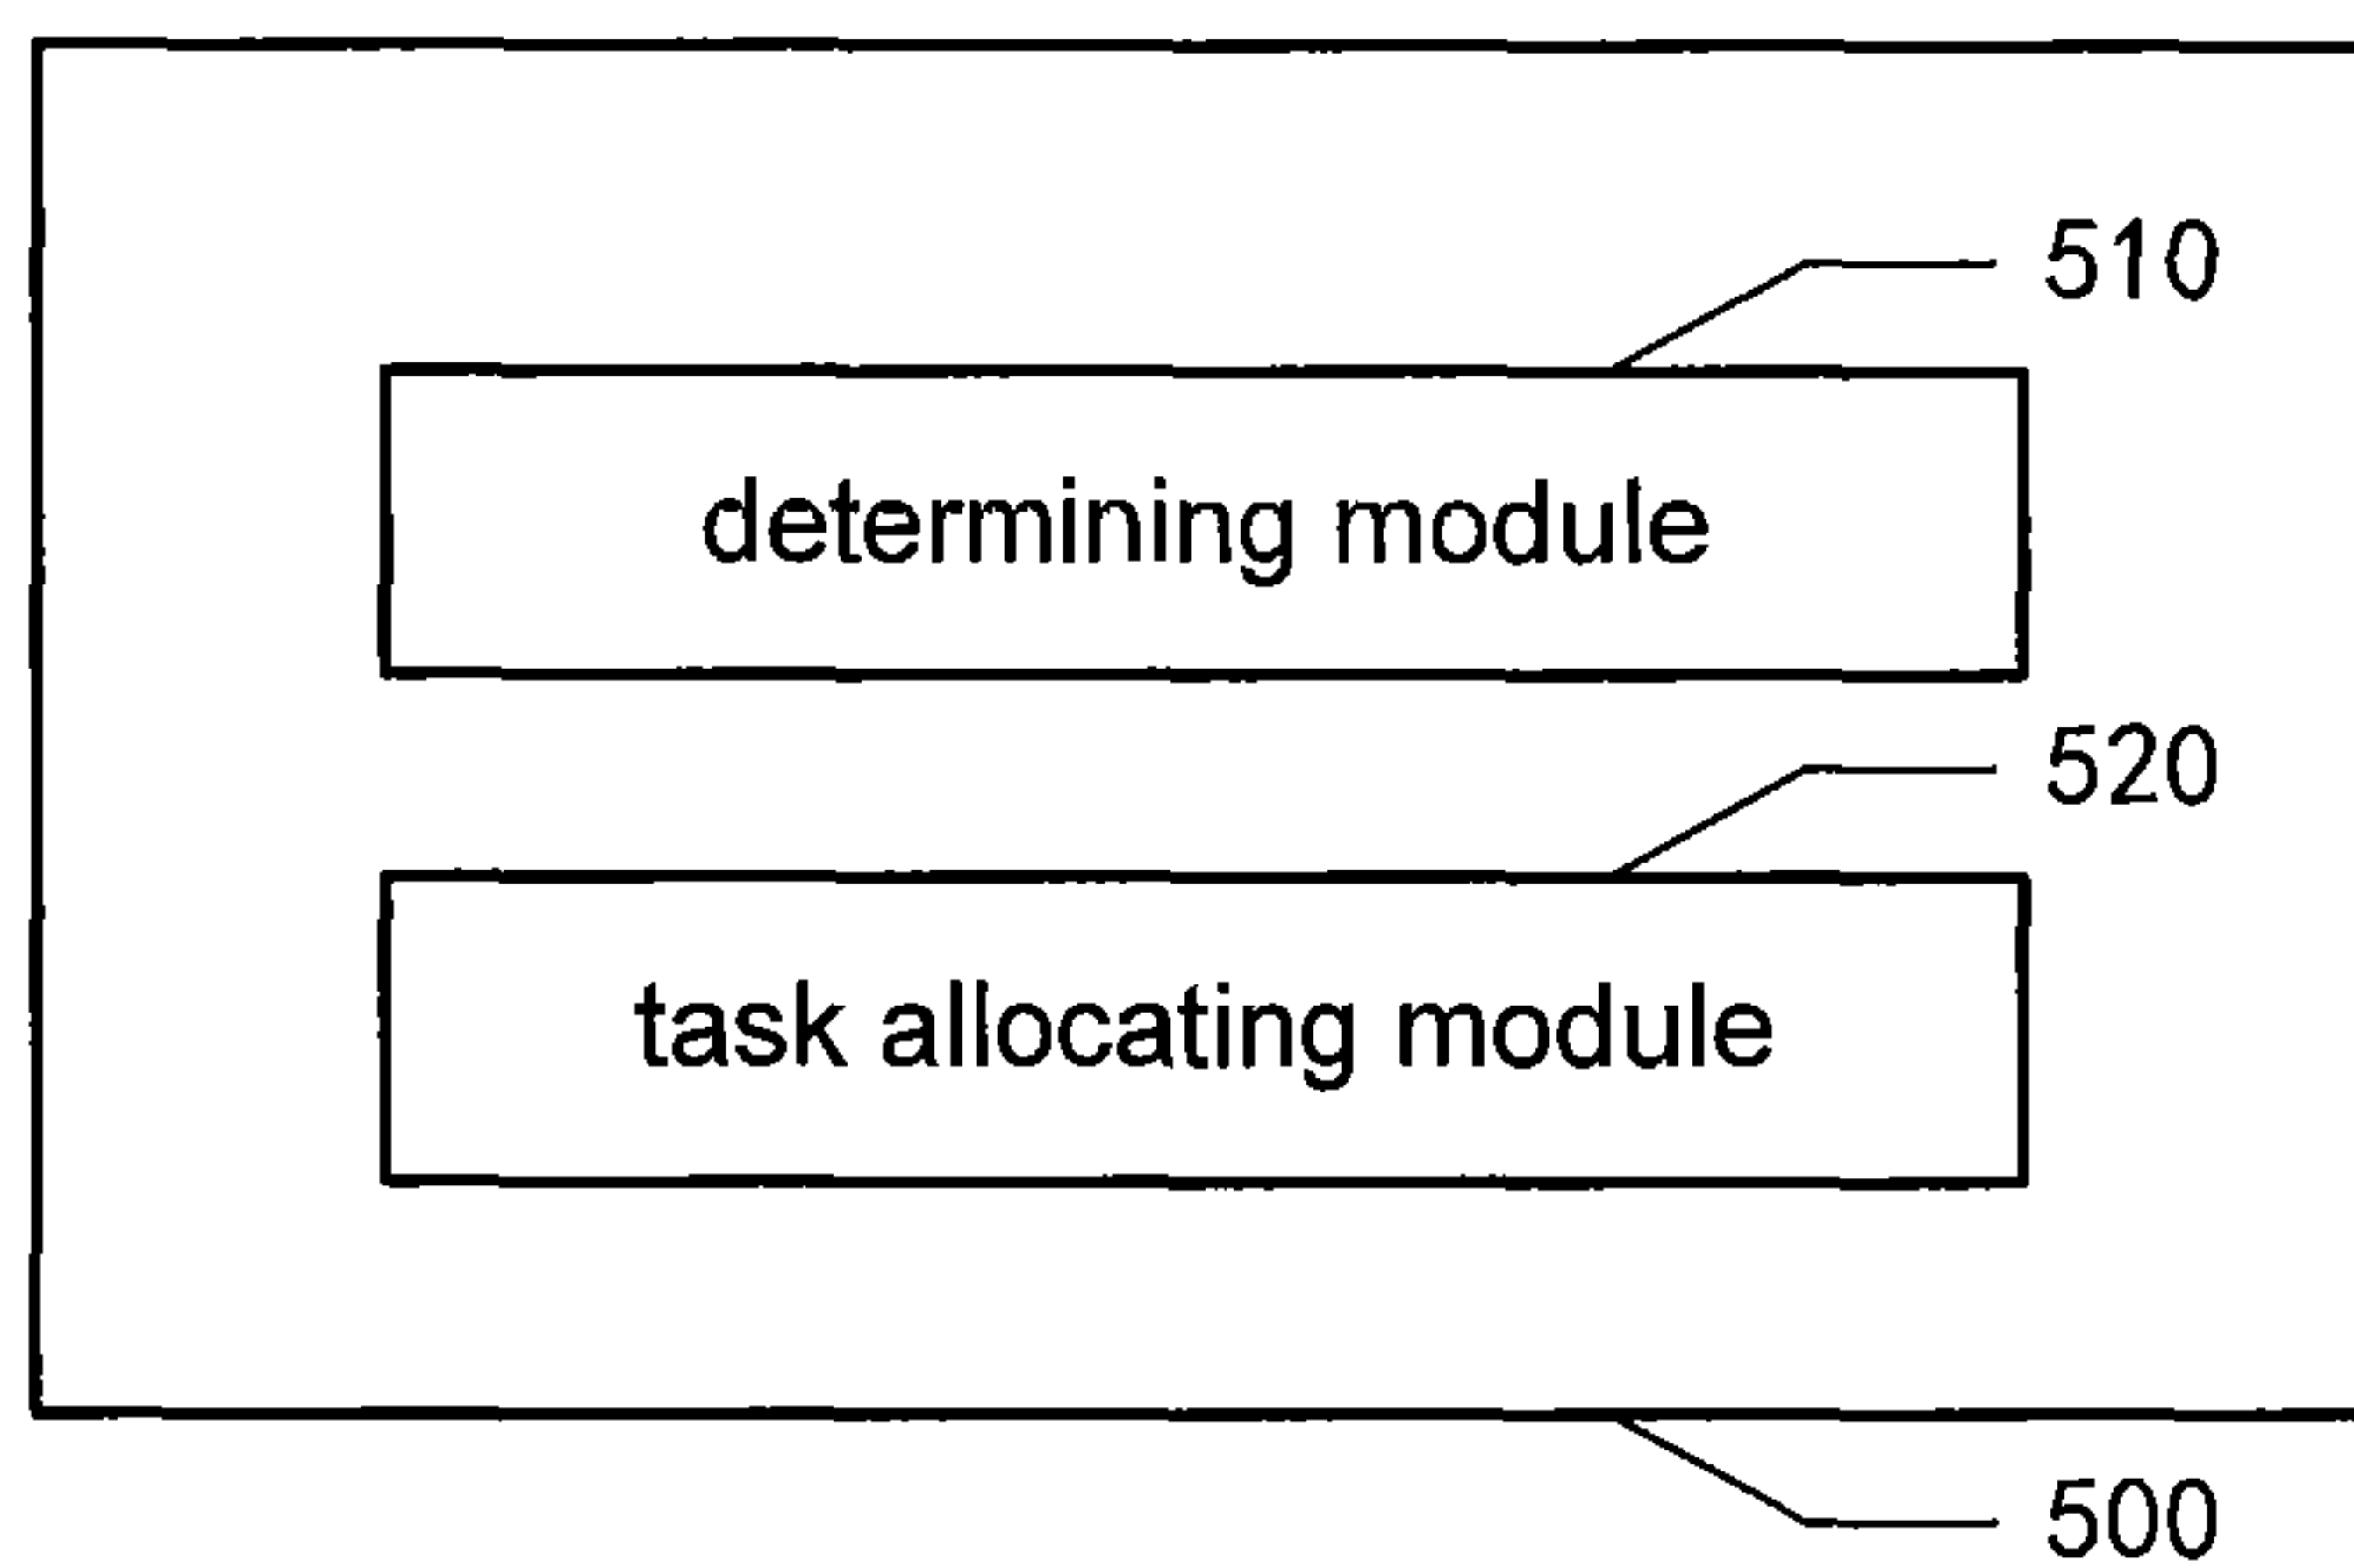 510
determining module
520
task allocating module
500